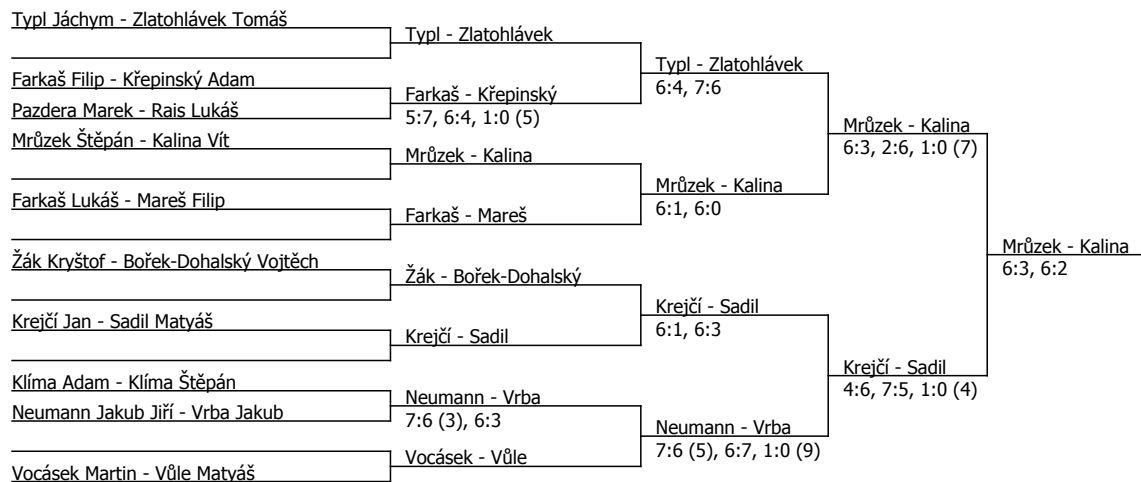 Typl Jáchym - Zlatohlávek Tomáš
Farkaš Filip - Křepinský Adam
Pazdera Marek - Rais Lukáš
Mrůzek Štěpán - Kalina Vít
Farkaš Lukáš - Mareš Filip
Žák Kryštof - Bořek-Dohalský Vojtěch
Krejčí Jan - Sadil Matyáš
Klíma Adam - Klíma Štěpán
Neumann Jakub Jiří - Vrba Jakub
Vocásek Martin - Vůle Matyáš
Typl - Zlatohlávek
Farkaš - Křepinský
5:7, 6:4, 1:0 (5)
Mrůzek - Kalina
Farkaš - Mareš
Žák - Bořek-Dohalský
Krejčí - Sadil
Neumann - Vrba
7:6 (3), 6:3
Vocásek - Vůle
Typl - Zlatohlávek
6:4, 7:6
Mrůzek - Kalina
6:1, 6:0
Krejčí - Sadil
6:1, 6:3
Neumann - Vrba
7:6 (5), 6:7, 1:0 (9)
Mrůzek - Kalina
6:3, 2:6, 1:0 (7)
Krejčí - Sadil
4:6, 7:5, 1:0 (4)
Mrůzek - Kalina
6:3, 6:2